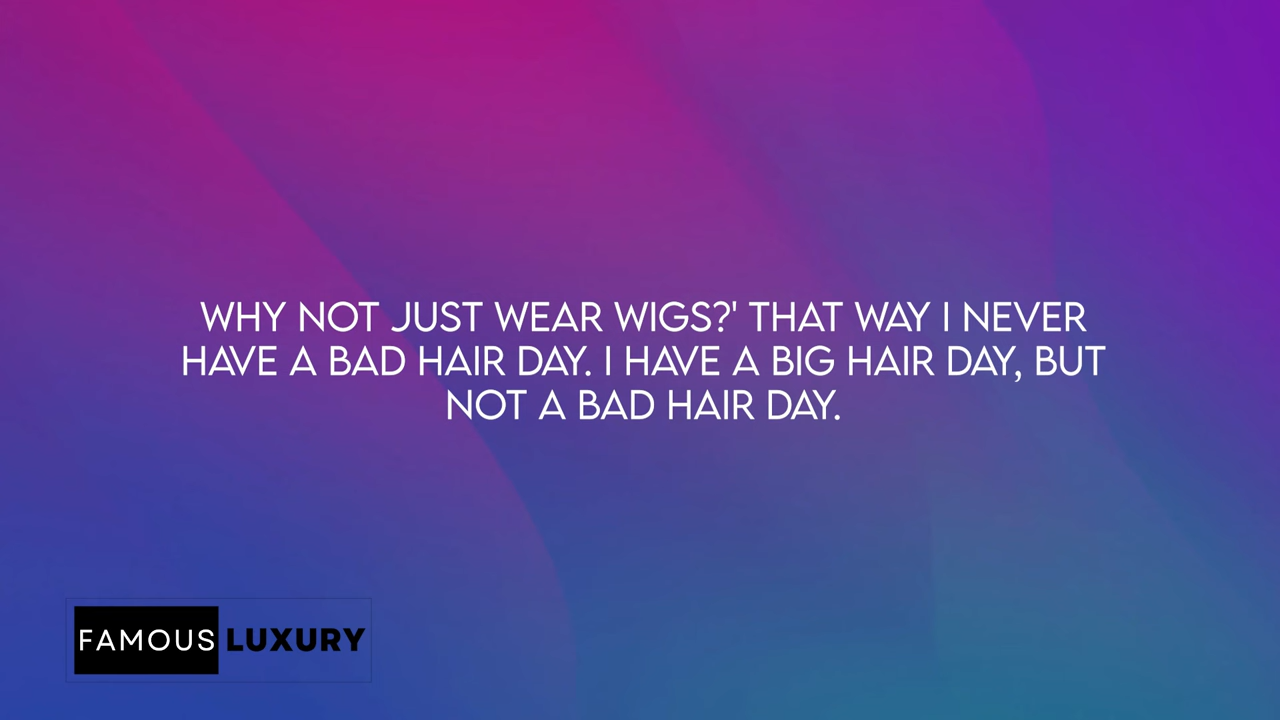 WHY NOT JUST WEAR WIGS?' THAT WAY I NEVER
HAVE A BAD HAIR DAY. I HAVE A BIG HAIR DAY, BUT
NOT A BAD HAIR DAY.
FAMOUS LUXURY